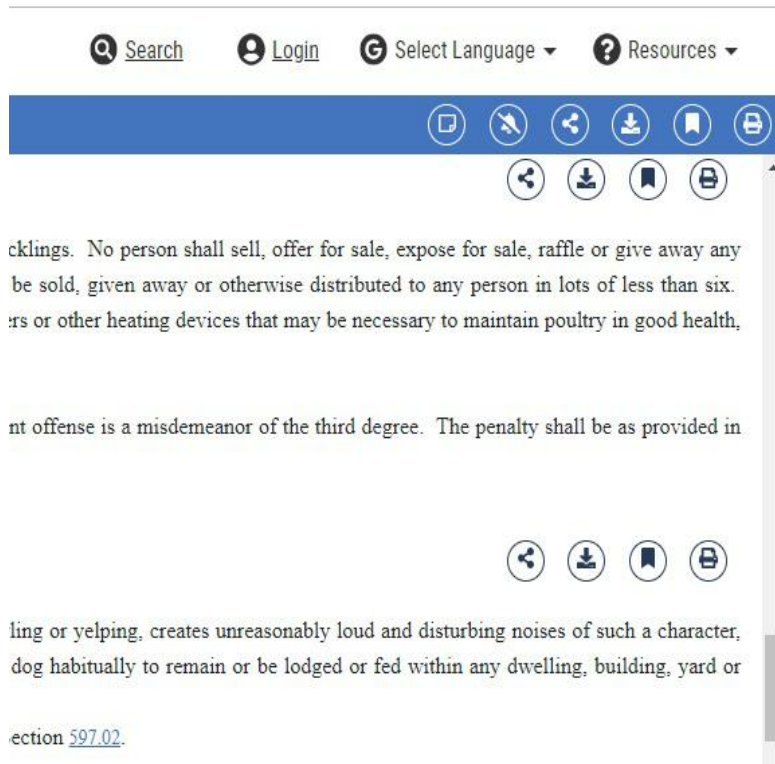 Search Login Select Language Resources
cklings. No person shall sell, offer for sale, expose for sale, raffle or give away any
be sold, given away or otherwise distributed to any person in lots of less than six.
rs or other heating devices that may be necessary to maintain poultry in good health,
nt offense is a misdemeanor of the third degree. The penalty shall be as provided in
ling or yelping, creates unreasonably loud and disturbing noises of such a character,
dog habitually to remain or be lodged or fed within any dwelling, building, yard or
ection 597.02.